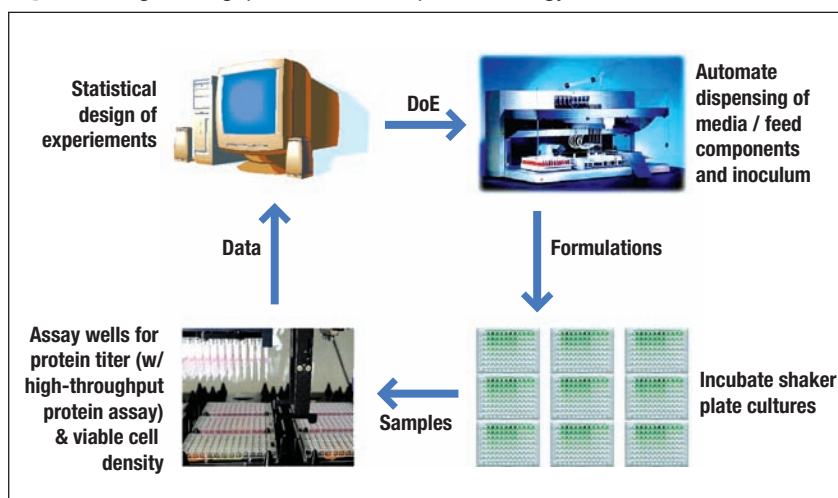 Statistical
design of
experiements
DoE
Automate
dispensing of
media / feed
components
and inoculum
Data
Formulations
Assay wells for
protein titer (w/
high-throughput
protein assay)
& viable cell
density
Samples
Incubate shaker
plate cultures